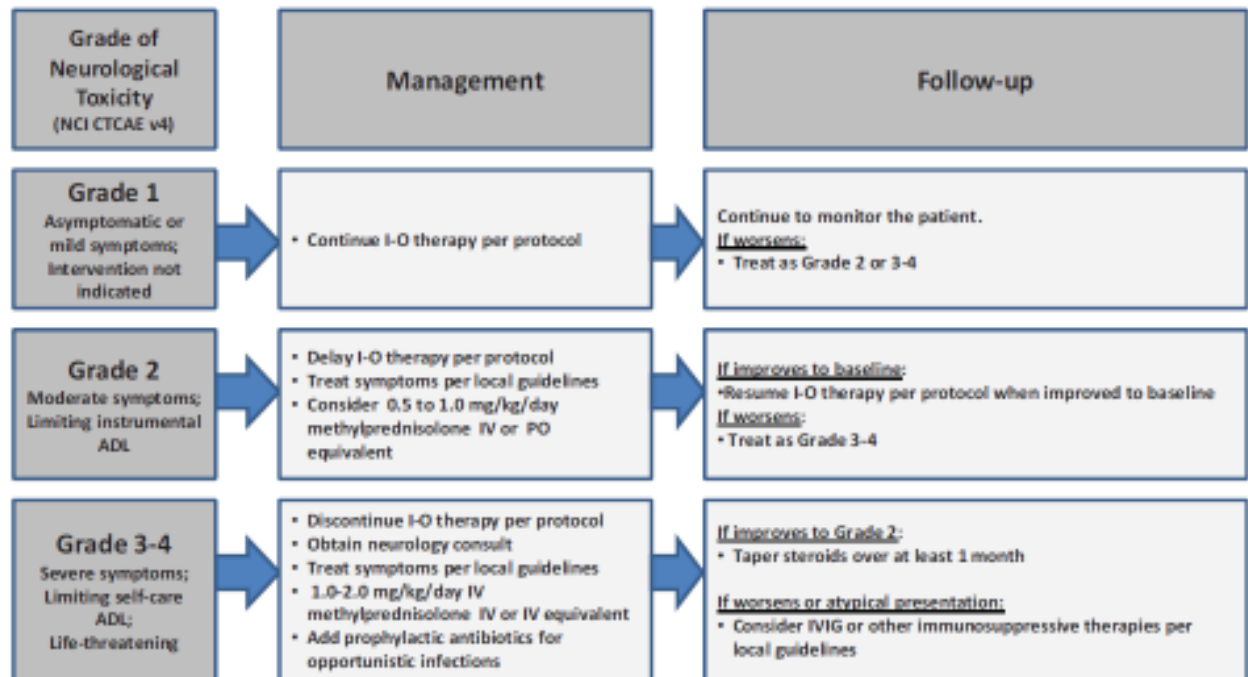 Grade of
Neurological
Toxicity
(NCI CTCAE v4)
Management
Follow-up
Grade 1
Asymptomatic or
mild symptoms;
Intervention not
indicated
• Continue I-O therapy per protocol
Continue to monitor the patient.
If worsens:
• Treat as Grade 2 or 3-4
Grade 2
Moderate symptoms;
Limiting instrumental
ADL
• Delay I-O therapy per protocol
• Treat symptoms per local guidelines
• Consider 0.5 to 1.0 mg/kg/day
methylprednisolone IV or PO
equivalent
If improves to baseline:
•Resume I-O therapy per protocol when improved to baseline
If worsens:
• Treat as Grade 3-4
Grade 3-4
Severe symptoms;
Limiting self-care
ADL;
Life-threatening
• Discontinue I-O therapy per protocol
• Obtain neurology consult
• Treat symptoms per local guidelines
• 1.0-2.0 mg/kg/day IV
methylprednisolone IV or IV equivalent
• Add prophylactic antibiotics for
opportunistic infections
If improves to Grade 2:
• Taper steroids over at least 1 month
If worsens or atypical presentation:
• Consider IVIG or other immunosuppressive therapies per
local guidelines